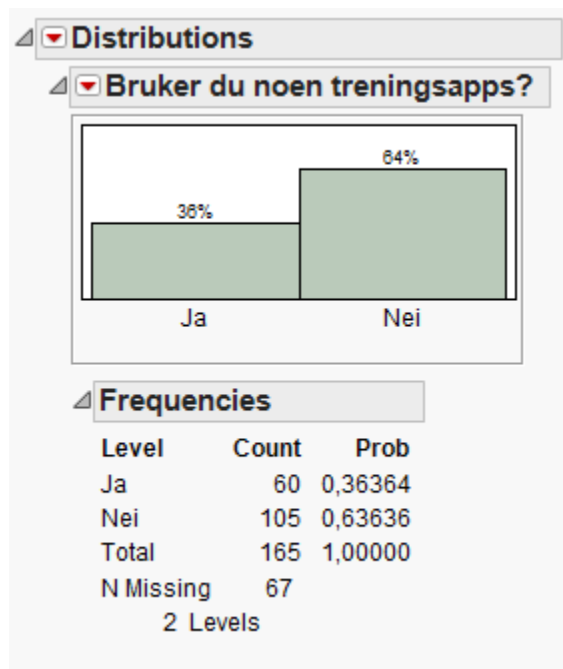 Distributions
Bruker du noen treningsapps?
64%
36%
Ja Nei
Frequencies
Level Count Prob
Ja 60 0,36364
Nei 105 0,63636
Total 165 1,00000
N Missing 67
2 Levels